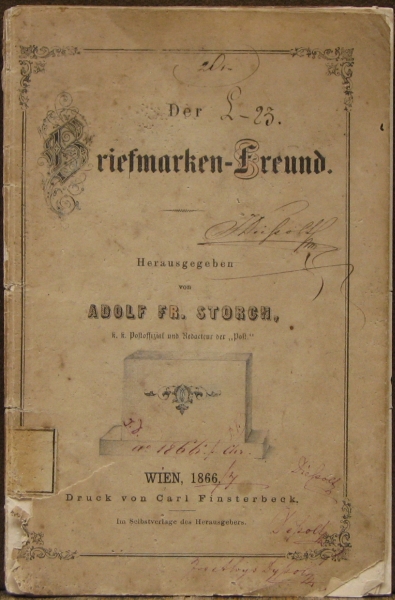 Der L-23.
Briefmarken-Freund.
Herausgegeben
von
ADOLF FR. STORCH,
k. k. Postoffizial und Redacteur der „Post.“
1866
WIEN, 1866.
Druck von Carl Finsterbeck.
Im Selbstverlage des Herausgebers.